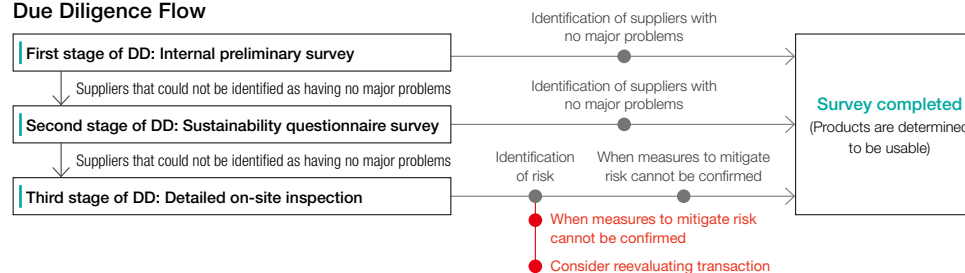 Due Diligence Flow
Identification of suppliers with
no major problems
First stage of DD: Internal preliminary survey
Suppliers that could not be identified as having no major problems
Identification of suppliers with
no major problems
Second stage of DD: Sustainability questionnaire survey
Survey completed
(Products are determined
to be usable)
Suppliers that could not be identified as having no major problems
Identification
of risk
When measures to mitigate
risk cannot be confirmed
Third stage of DD: Detailed on-site inspection
When measures to mitigate risk
cannot be confirmed
Consider reevaluating transaction